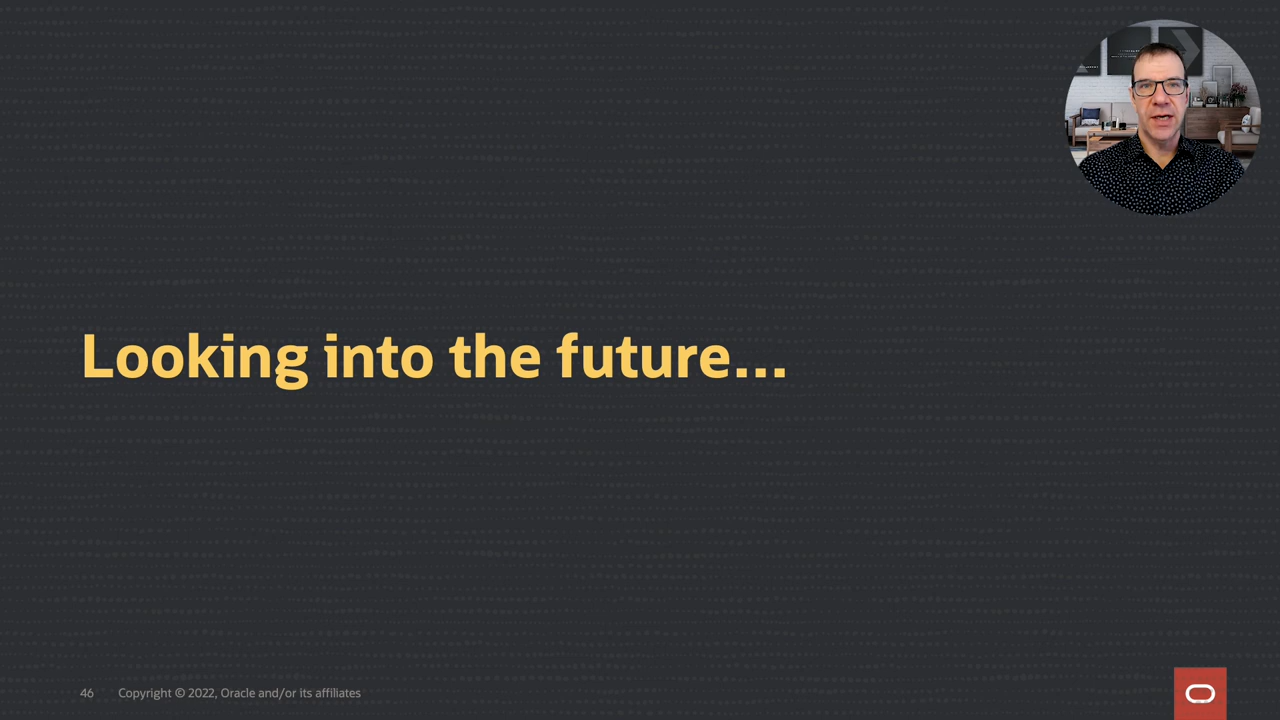 Looking into the future...
46 Copyright © 2022, Oracle and/or its affiliates